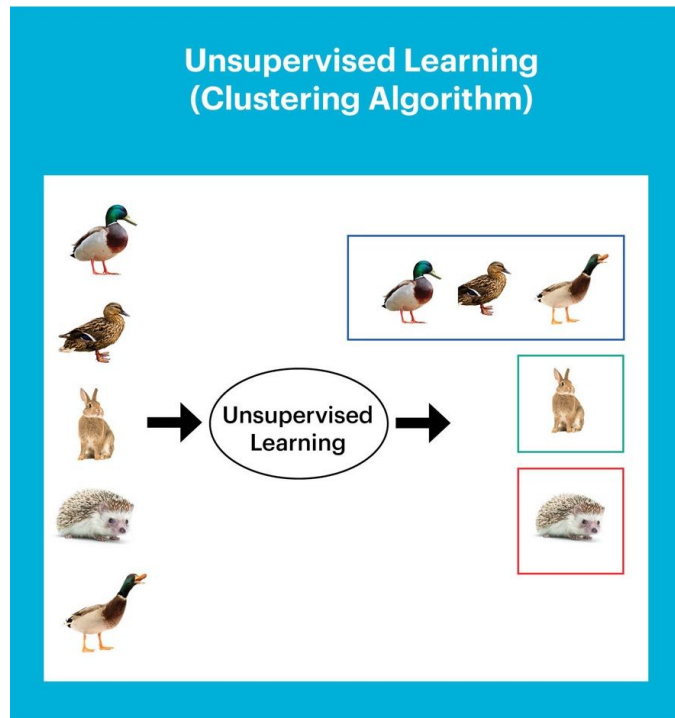 Unsupervised Learning
(Clustering Algorithm)
Unsupervised
Learning